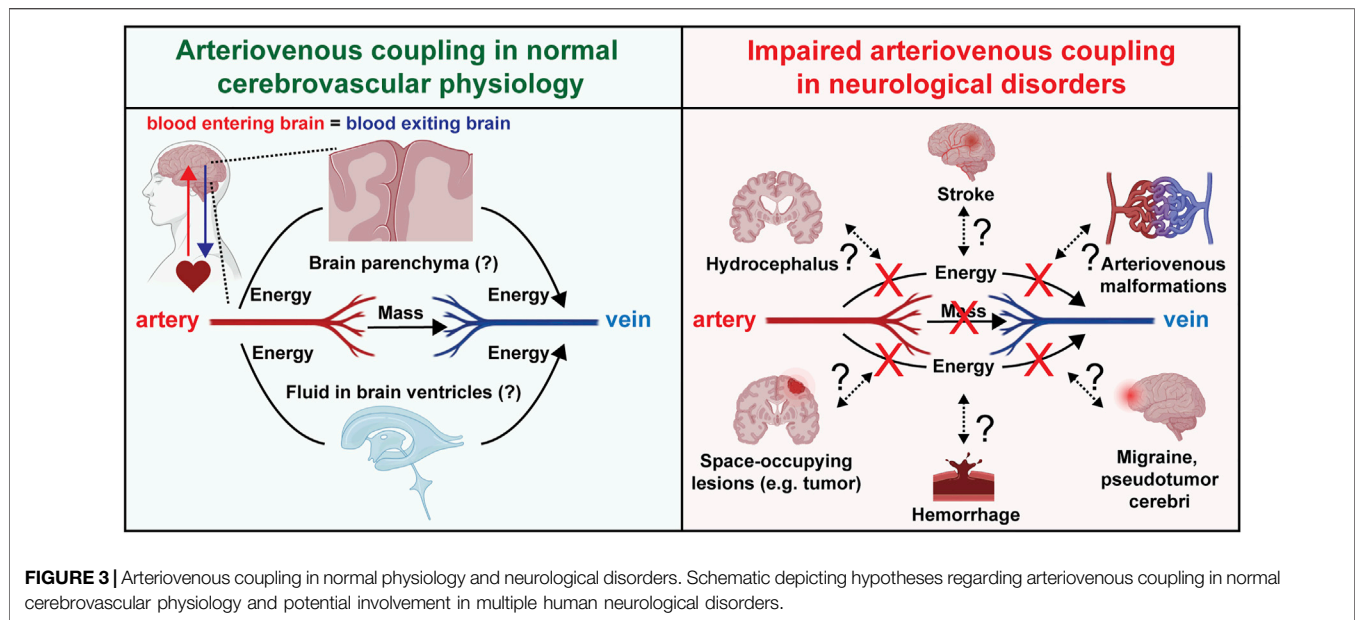 Arteriovenous coupling in normal
cerebrovascular physiology
blood entering brain = blood exiting brain
Brain parenchyma (?)
Energy
Energy
artery
Mass
vein
Energy
Energy
Fluid in brain ventricles (?)
Impaired arteriovenous coupling
in neurological disorders
Stroke
?
Hydrocephalus
?
?
Arteriovenous
malformations
Energy
X
X
artery
Mass
X
vein
X
X
Energy
?
?
?
Space-occupying
lesions (e.g. tumor)
Hemorrhage
Migraine,
pseudotumor
cerebri
FIGURE 3 | Arteriovenous coupling in normal physiology and neurological disorders. Schematic depicting hypotheses regarding arteriovenous coupling in normal
cerebrovascular physiology and potential involvement in multiple human neurological disorders.